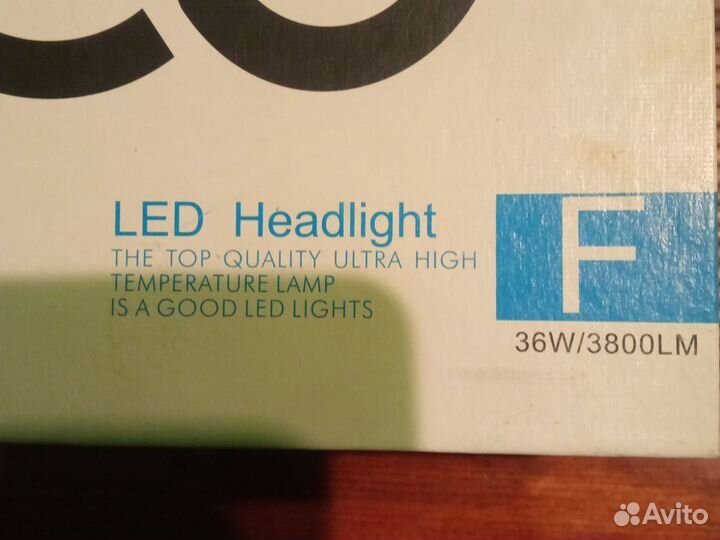 LED Headlight
THE TOP QUALITY ULTRA HIGH
TEMPERATURE LAMP
IS A GOOD LED LIGHTS
F
36W/3800LM
Avito